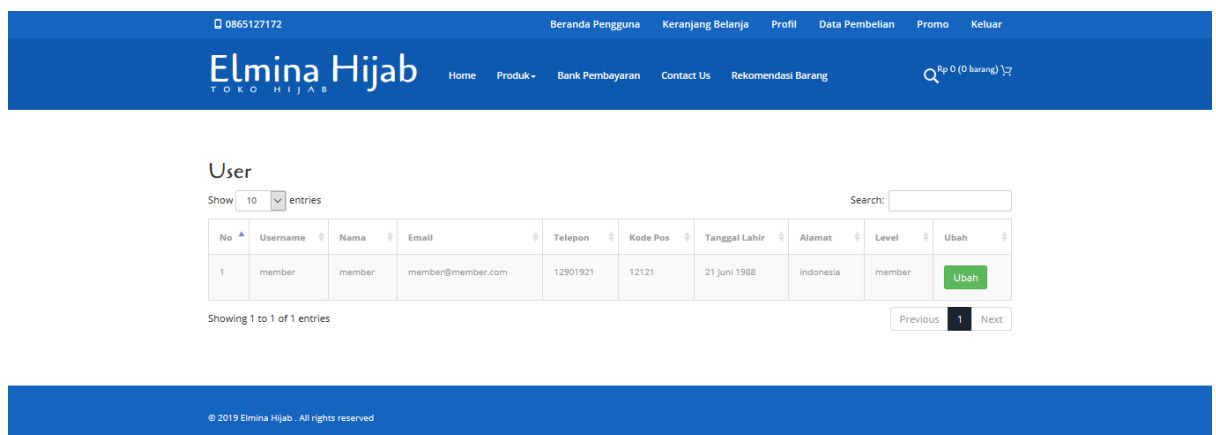 0865127172 Beranda Pengguna Keranjang Belanja Profil Data Pembelian Promo Keluar
Elmina Hijab
TOKO HIJAB
Home Produk Bank Pembayaran Contact Us Rekomendasi Barang Rp 0 (0 barang)
User
Show 10 entries Search:
No Username Nama Email Telepon Kode Pos Tanggal Lahir Alamat Level Ubah
1 member member member@member.com 12901921 12121 21 Juni 1988 indonesia member Ubah
Showing 1 to 1 of 1 entries Previous 1 Next
© 2019 Elmina Hijab . All rights reserved